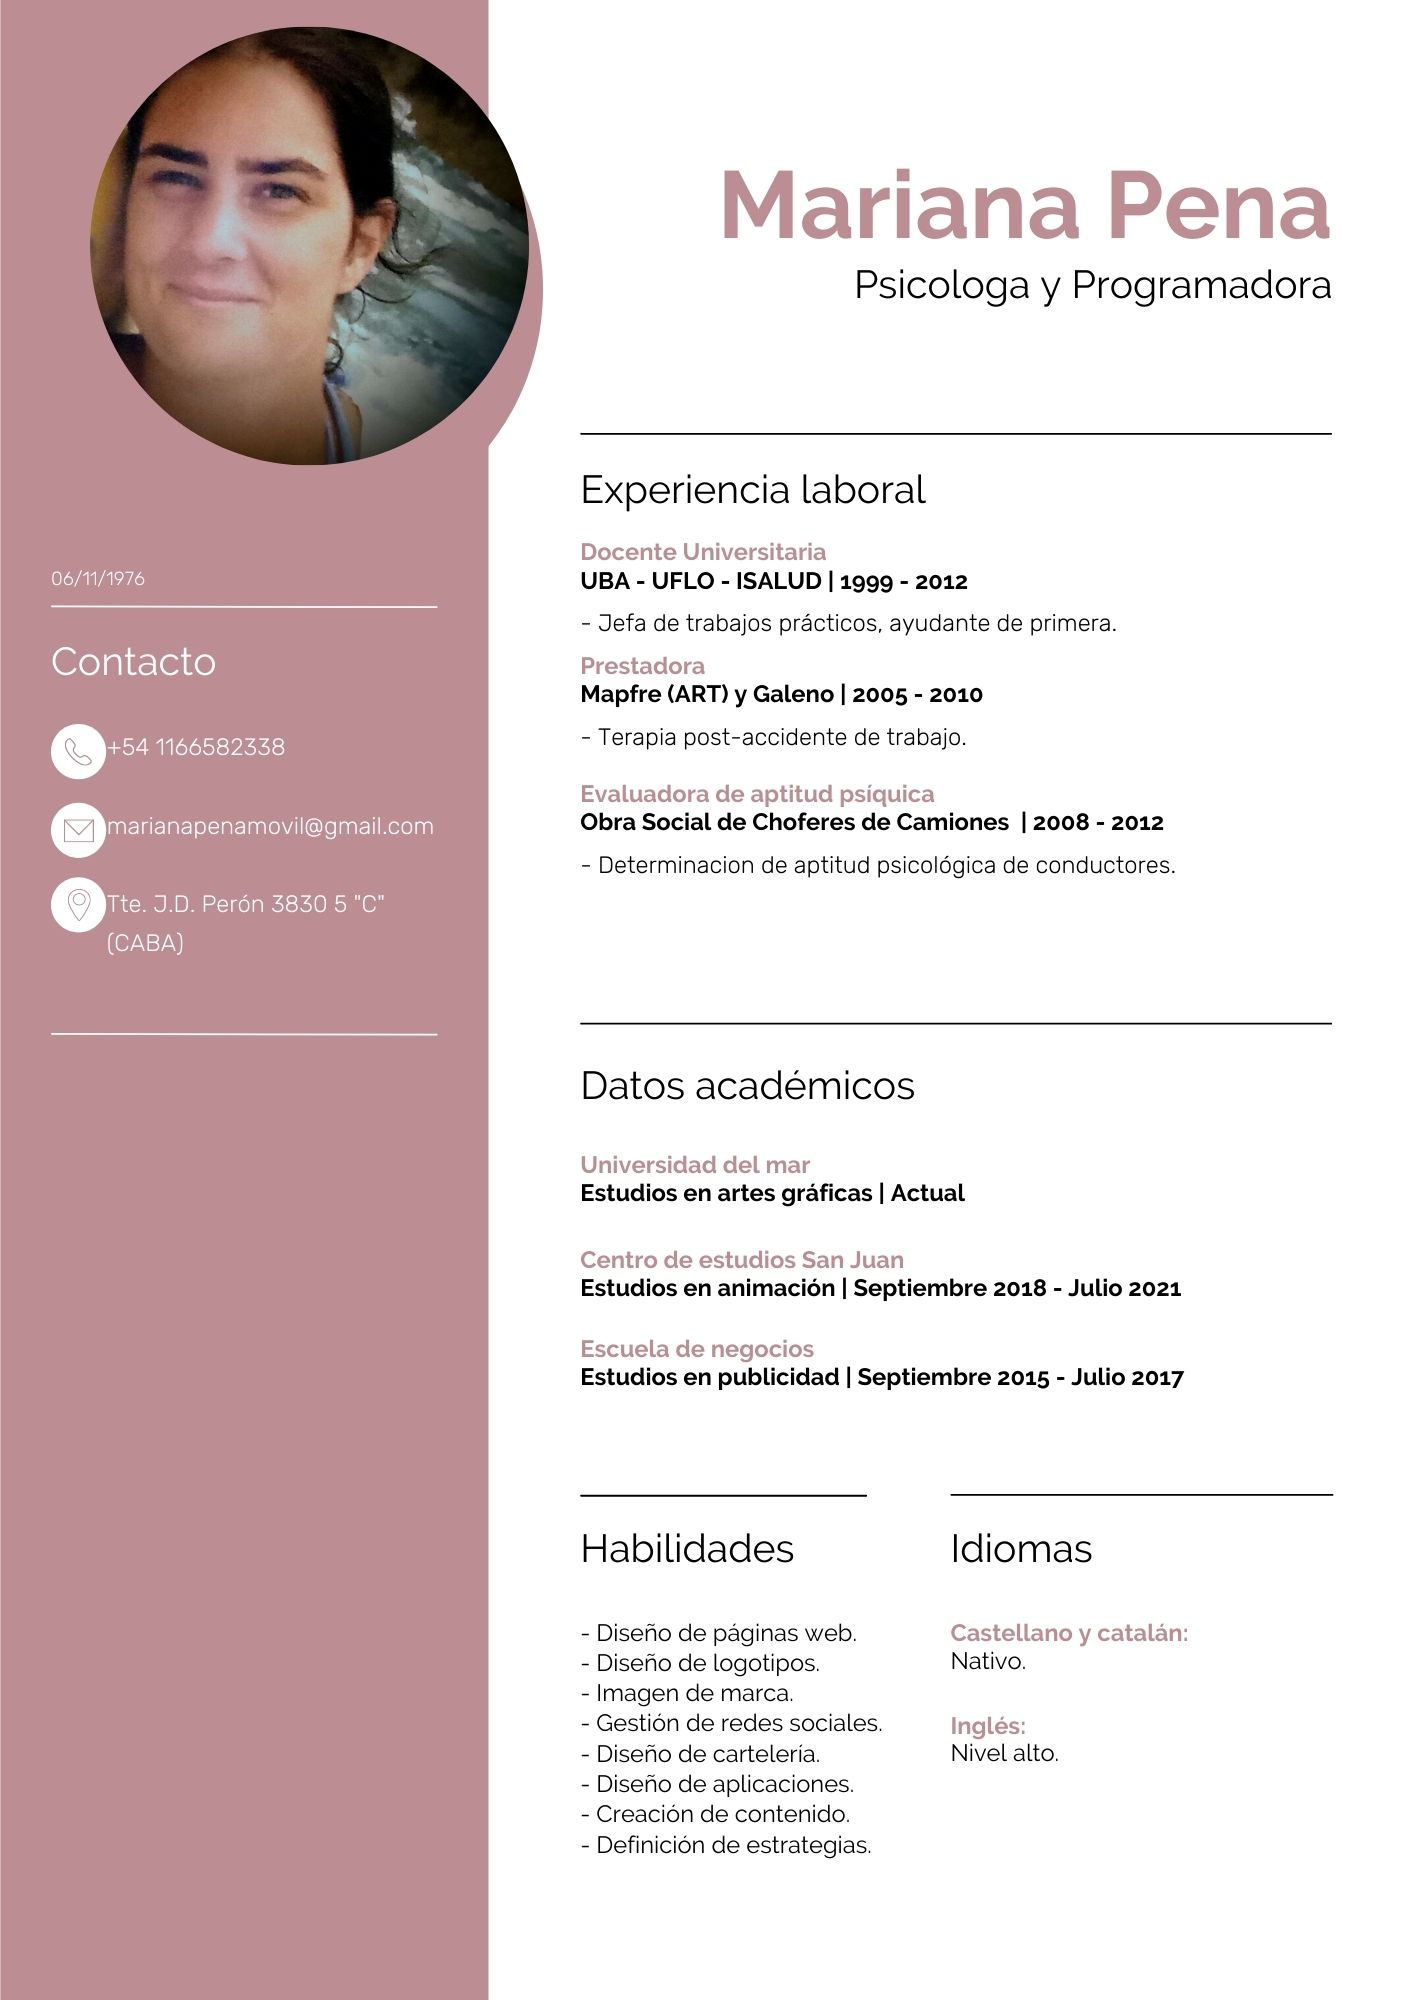 Mariana Pena
Psicologa y Programadora
06/11/1976
Contacto
+54 1166582338
marianapenamovil@gmail.com
Tte. J.D. Perón 3830 5 "C"
(CABA)
Experiencia laboral
Docente Universitaria
UBA - UFLO - ISALUD | 1999 - 2012
- Jefa de trabajos prácticos, ayudante de primera.
Prestadora
Mapfre (ART) y Galeno | 2005 - 2010
- Terapia post-accidente de trabajo.
Evaluadora de aptitud psíquica
Obra Social de Choferes de Camiones  | 2008 - 2012
- Determinacion de aptitud psicológica de conductores.
Datos académicos
Universidad del mar
Estudios en artes gráficas | Actual
Centro de estudios San Juan
Estudios en animación | Septiembre 2018 - Julio 2021
Escuela de negocios
Estudios en publicidad | Septiembre 2015 - Julio 2017
Habilidades
- Diseño de páginas web.
- Diseño de logotipos.
- Imagen de marca.
- Gestión de redes sociales.
- Diseño de cartelería.
- Diseño de aplicaciones.
- Creación de contenido.
- Definición de estrategias.
Idiomas
Castellano y catalán:
Nativo.
Inglés:
Nivel alto.